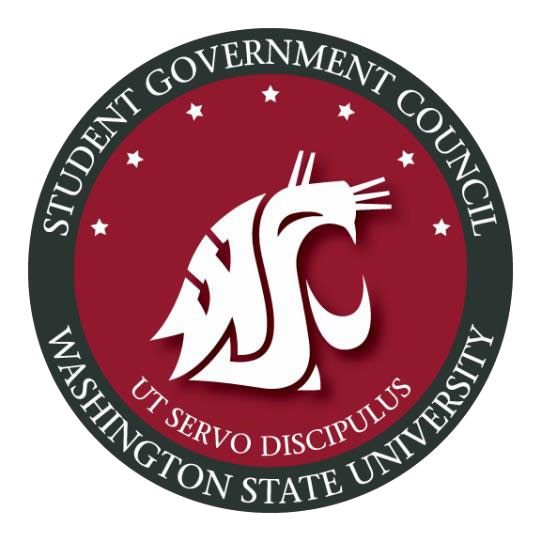 STUDENT GOVERNMENT COUNCIL
UT SERVO DISCIPULUS
WASHINGTON STATE UNIVERSITY